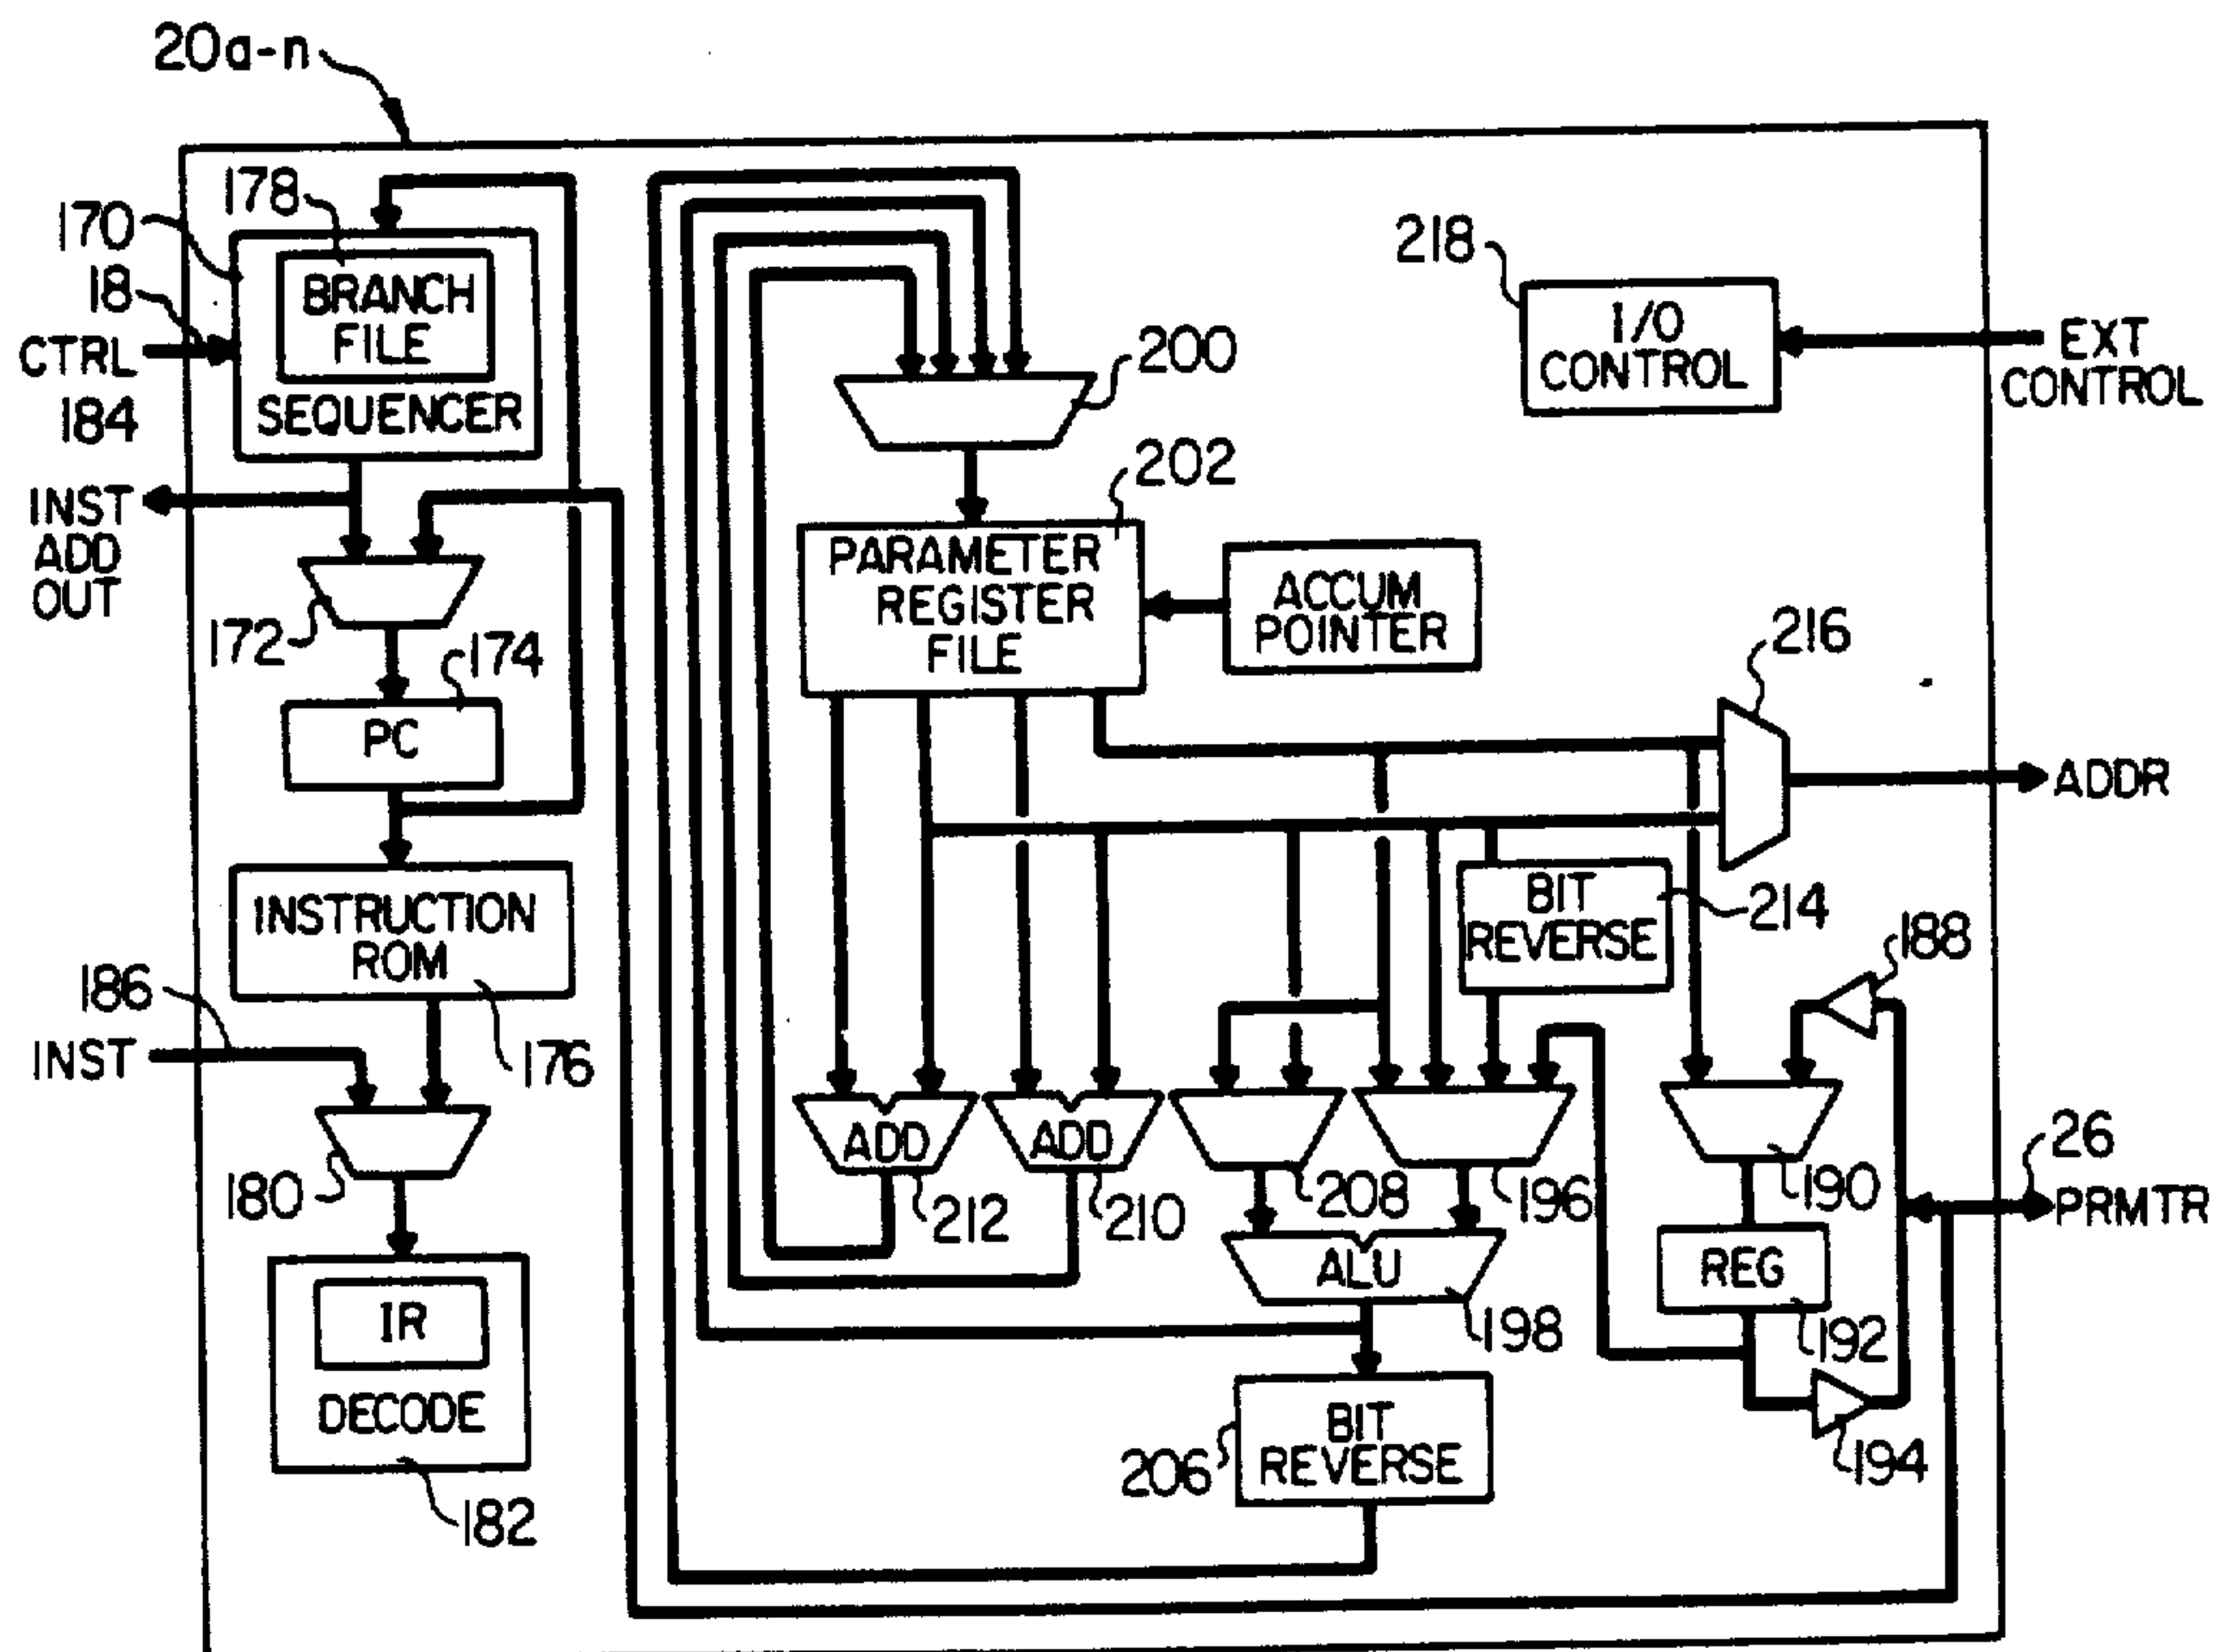 20a-n
178
170
18
BRANCH
FILE
CTRL
SEQUENCER
184
INST
ADD
OUT
172
174
PC
INSTRUCTION
ROM
186
INST
176
180
IR
DECODE
182
200
202
PARAMETER
REGISTER
FILE
ACCUM
POINTER
218
I/O
CONTROL
EXT
CONTROL
216
ADDR
BIT
REVERSE
214
188
ADD
212
ADD
210
208
196
190
26
PRMTR
ALU
198
REG
192
194
206
BIT
REVERSE